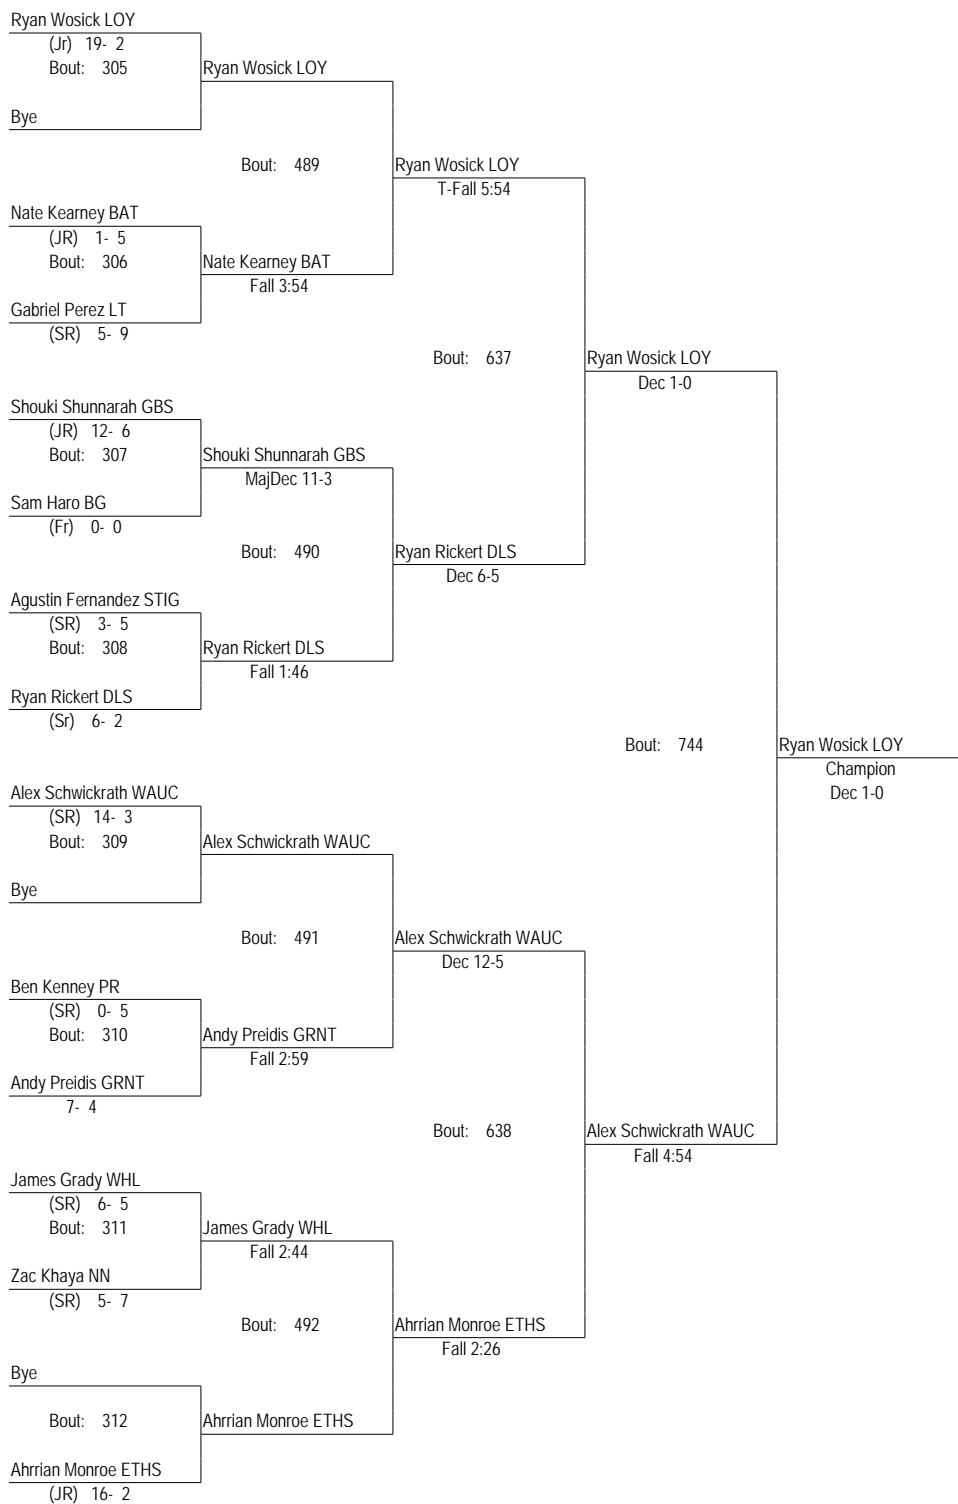 Ryan Wosick LOY
(Jr) 19- 2
Bout: 305
Ryan Wosick LOY
Bye
Bout: 489
Ryan Wosick LOY
T-Fall 5:54
Nate Kearney BAT
(JR) 1- 5
Bout: 306
Nate Kearney BAT
Fall 3:54
Gabriel Perez LT
(SR) 5- 9
Bout: 637
Ryan Wosick LOY
Dec 1-0
Shouki Shunnarah GBS
(JR) 12- 6
Bout: 307
Shouki Shunnarah GBS
MajDec 11-3
Sam Haro BG
(Fr) 0- 0
Bout: 490
Ryan Rickert DLS
Dec 6-5
Agustin Fernandez STIG
(SR) 3- 5
Bout: 308
Ryan Rickert DLS
Fall 1:46
Ryan Rickert DLS
(Sr) 6- 2
Bout: 744
Ryan Wosick LOY
Champion
Dec 1-0
Alex Schwickrath WAUC
(SR) 14- 3
Bout: 309
Alex Schwickrath WAUC
Bye
Bout: 491
Alex Schwickrath WAUC
Dec 12-5
Ben Kenney PR
(SR) 0- 5
Bout: 310
Andy Preidis GRNT
Fall 2:59
Andy Preidis GRNT
7- 4
Bout: 638
Alex Schwickrath WAUC
Fall 4:54
James Grady WHL
(SR) 6- 5
Bout: 311
James Grady WHL
Fall 2:44
Zac Khaya NN
(SR) 5- 7
Bout: 492
Ahrrian Monroe ETHS
Fall 2:26
Bye
Bout: 312
Ahrrian Monroe ETHS
Ahrrian Monroe ETHS
(JR) 16- 2